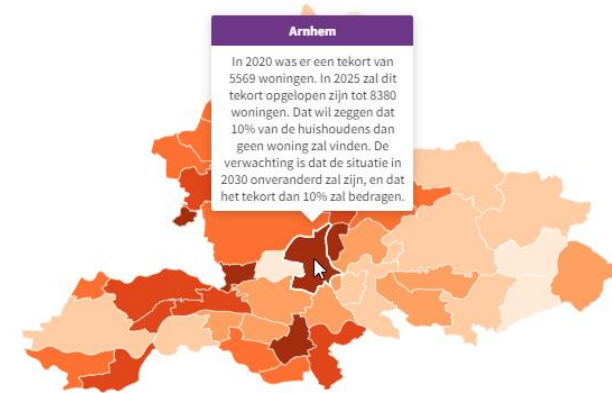 Arnhem
In 2020 was er een tekort van
5569 woningen. In 2025 zal dit
tekort opgelopen zijn tot 8380
woningen. Dat wil zeggen dat
10% van de huishoudens dan
geen woning zal vinden. De
verwachting is dat de situatie in
2030 onveranderd zal zijn, en dat
het tekort dan 10% zal bedragen.